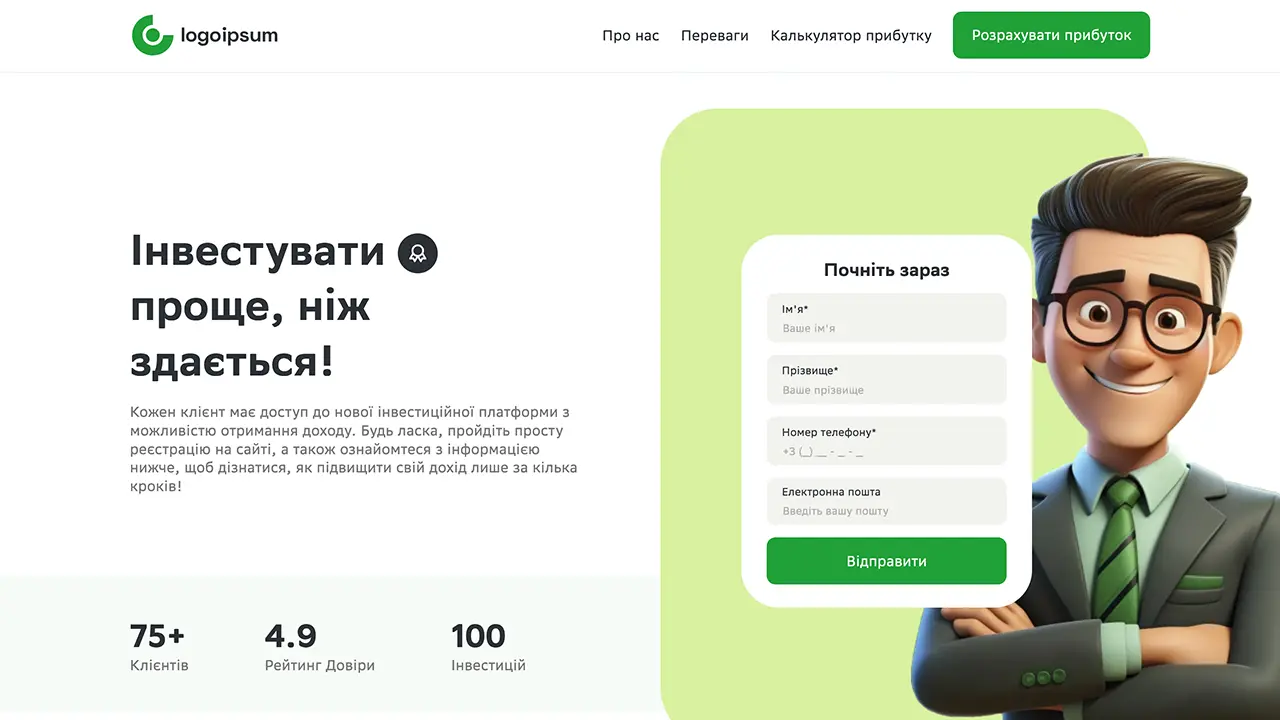 logoipsum
Про нас
Переваги
Калькулятор прибутку
Розрахувати прибуток
Інвестувати
проще, ніж
здається!
Кожен клієнт має доступ до нової інвестиційної платформи з
можливістю отримання доходу. Будь ласка, пройдіть просту
реєстрацію на сайті, а також ознайомтеся з інформацією
нижче, щоб дізнатися, як підвищити свій дохід лише за кілька
кроків!
75+
Клієнтів
4.9
Рейтинг Довіри
100
Інвестицій
Почніть зараз
Ім'я*
Ваше ім'я
Прізвище*
Ваше прізвище
Номер телефону*
+3 (_) __ - _ - _
Електронна пошта
Введіть вашу пошту
Відправити